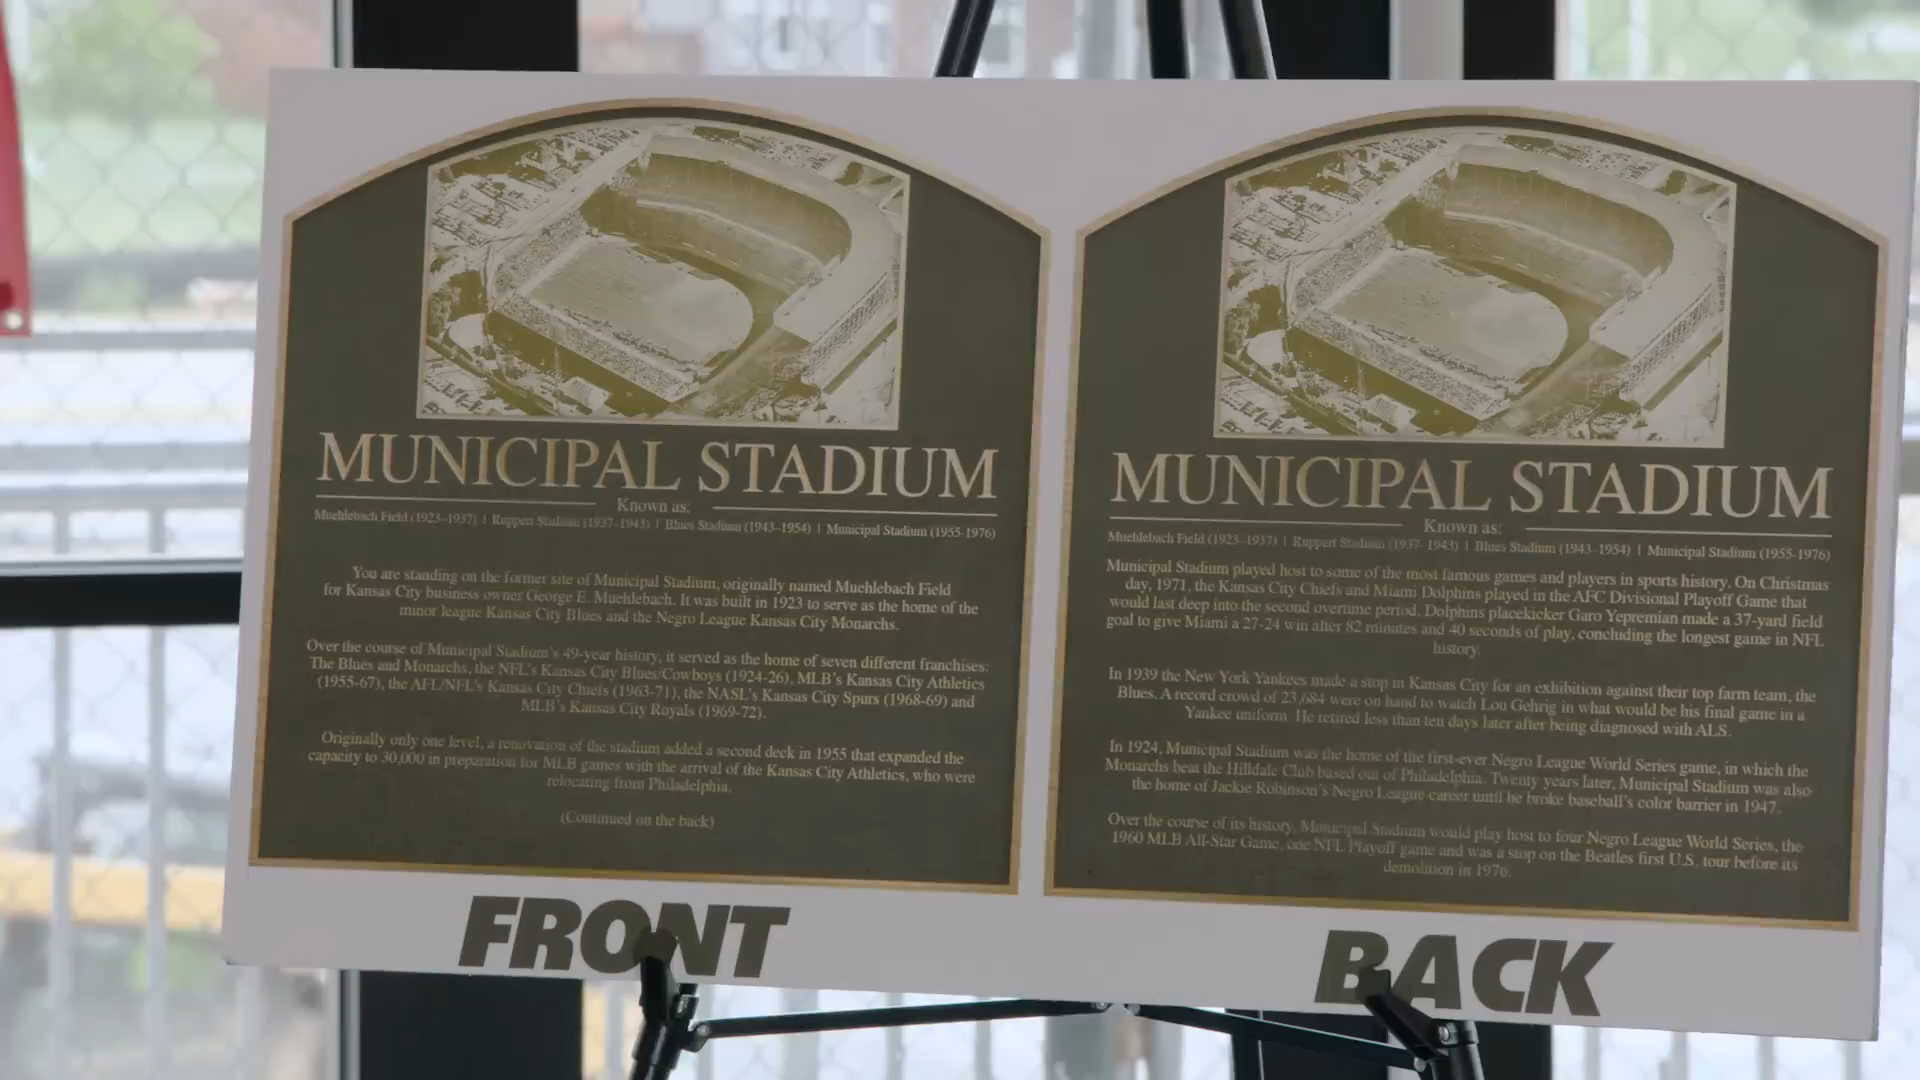 MUNICIPAL STADIUM
Known as:
Muehlebach Field (1923-1937) | Ruppert Stadium (1937-1943) | Blues Stadium (1943-1954) | Municipal Stadium (1955-1976)
You are standing on the former site of Municipal Stadium, originally named Muehlebach Field
for Kansas City business owner George E. Muehlebach. It was built in 1923 to serve as the home of the
minor league Kansas City Blues and the Negro League Kansas City Monarchs.
Over the course of Municipal Stadium's 49-year history, it served as the home of seven different franchises:
The Blues and Monarchs, the NFL's Kansas City Blues/Cowboys (1924-26), MLB's Kansas City Athletics
(1955-67), the AFL/NFL's Kansas City Chiefs (1963-71), the NASL's Kansas City Spurs (1968-69) and
MLB's Kansas City Royals (1969-72).
Originally only one level, a renovation of the stadium added a second deck in 1955 that expanded the
capacity to 30,000 in preparation for MLB games with the arrival of the Kansas City Athletics, who were
relocating from Philadelphia.
(Continued on the back)
FRONT
MUNICIPAL STADIUM
Known as:
Muehlebach Field (1923-1937) | Ruppert Stadium (1937-1943) | Blues Stadium (1943-1954) | Municipal Stadium (1955-1976)
Municipal Stadium played host to some of the most famous games and players in sports history. On Christmas
day, 1971, the Kansas City Chiefs and Miami Dolphins played in the AFC Divisional Playoff Game that
would last deep into the second overtime period. Dolphins placekicker Garo Yepremian made a 37-yard field
goal to give Miami a 27-24 win after 82 minutes and 40 seconds of play, concluding the longest game in NFL
history.
In 1939 the New York Yankees made a stop in Kansas City for an exhibition against their top farm team, the
Blues. A record crowd of 23,684 were on hand to watch Lou Gehrig in what would be his final game in a
Yankee uniform. He retired less than ten days later after being diagnosed with ALS.
In 1924, Municipal Stadium was the home of the first-ever Negro League World Series game, in which the
Monarchs beat the Hilldale Club based out of Philadelphia. Twenty years later, Municipal Stadium was also
the home of Jackie Robinson's Negro League career until he broke baseball's color barrier in 1947.
Over the course of its history, Municipal Stadium would play host to four Negro League World Series, the
1960 MLB All-Star Game, one NFL Playoff game and was a stop on the Beatles first U.S. tour before its
demolition in 1976.
BACK